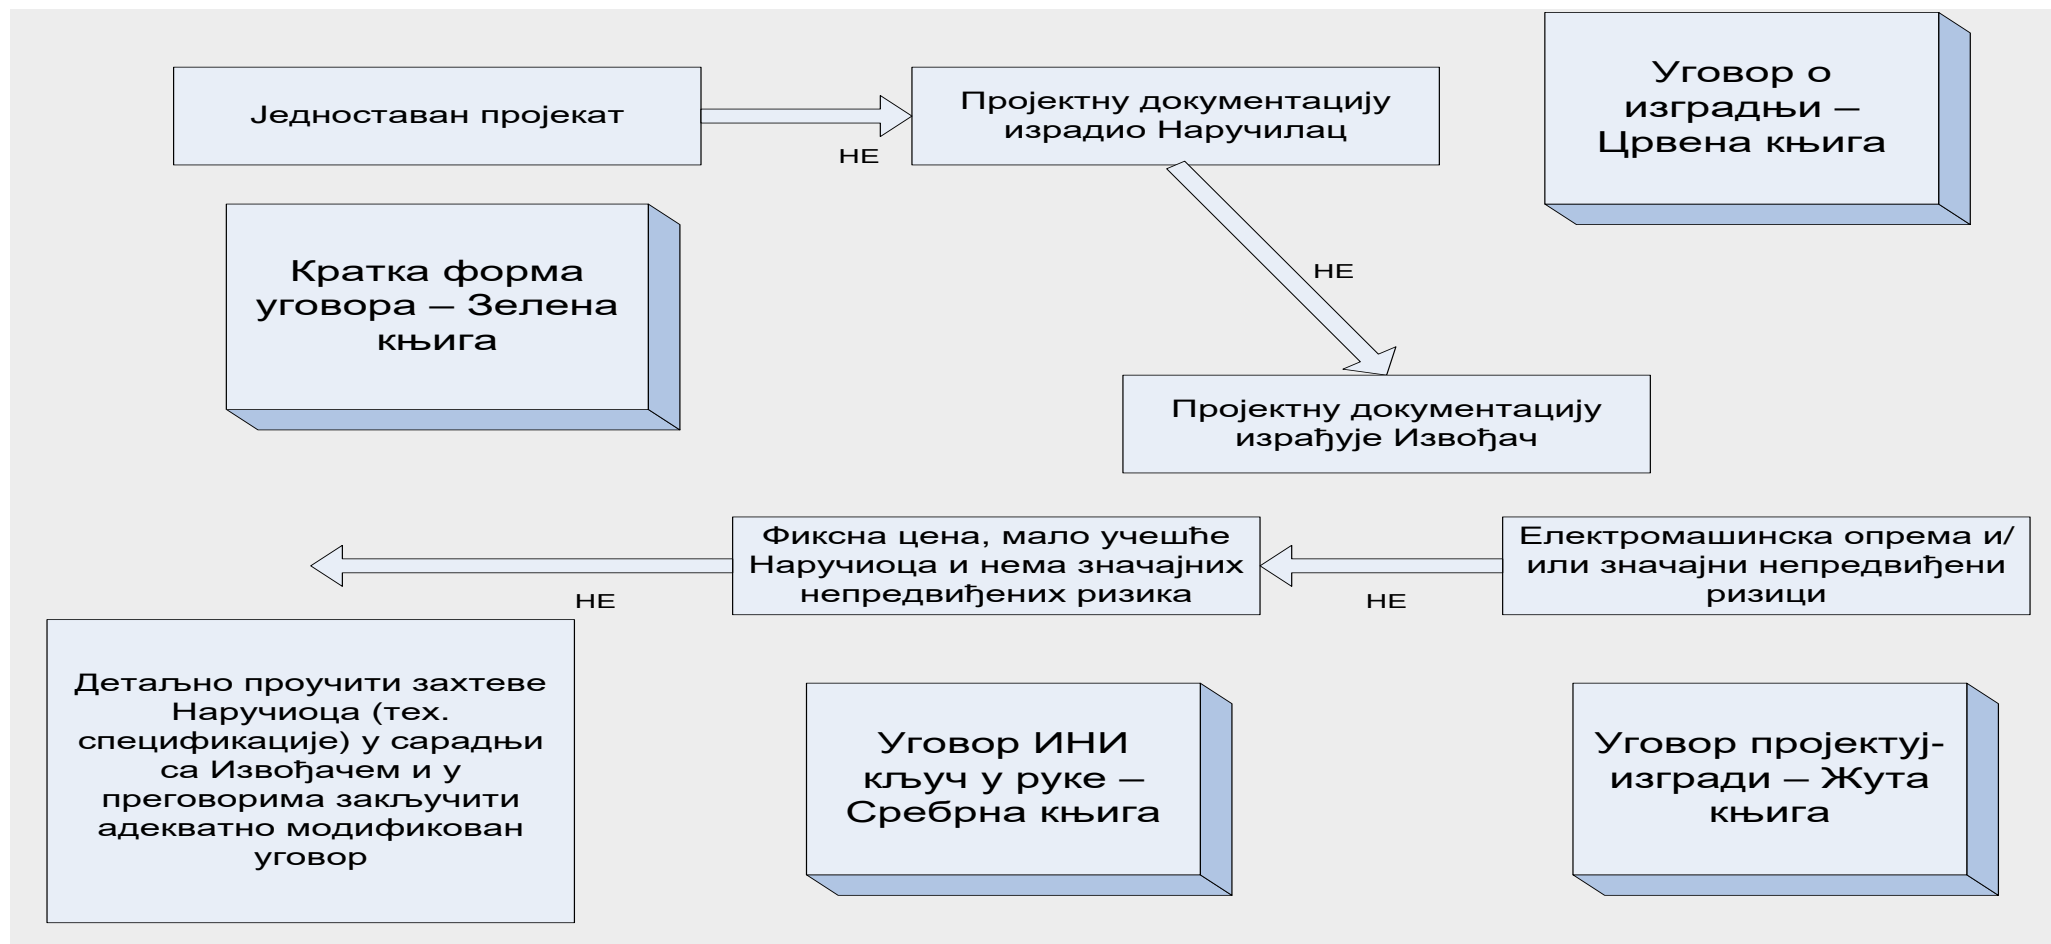 Једноставан пројекат
НЕ
Пројектну документацију
израдио Наручилац
Уговор о
изградњи –
Црвена књига
Кратка форма
уговора – Зелена
књига
НЕ
Пројектну документацију
израђује Извођач
Електромашинска опрема и/
или значајни непредвиђени
ризици
НЕ
Фиксна цена, мало учешће
Наручиоца и нема значајних
непредвиђених ризика
НЕ
Детаљно проучити захтеве
Наручиоца (тех.
спецификације) у сарадњи
са Извођачем и у
преговорима закључити
адекватно модификован
уговор
Уговор ИНИ
кључ у руке –
Сребрна књига
Уговор пројектуј-
изгради – Жута
књига